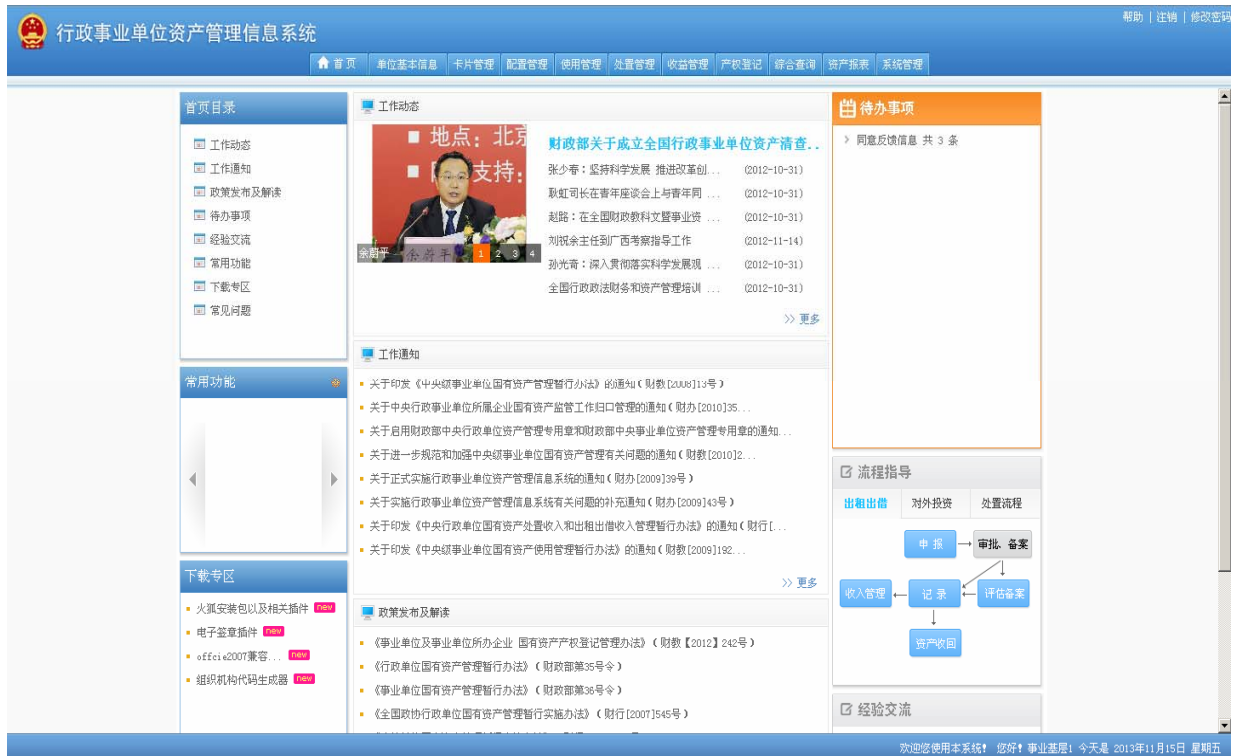 帮助 | 注销 | 修改密码
行政事业单位资产管理信息系统
首页 单位基本信息 卡片管理 配置管理 使用管理 处置管理 收益管理 产权登记 综合查询 资产报表 系统管理
首页目录
工作动态
工作通知
政策发布及解读
待办事项
经验交流
常用功能
下载专区
常见问题
常用功能
下载专区
火狐安装包以及相关插件 new
电子签章插件 new
offcie2007兼容... new
组织机构代码生成器 new
工作动态
地点：北京
支持：
余蔚平
余蔚平 1 2 3 4
财政部关于成立全国行政事业单位资产清查..
张少春：坚持科学发展 推进改革创... (2012-10-31)
耿虹司长在青年座谈会上与青年同 ... (2012-10-31)
赵路：在全国财政教科文暨事业资 ... (2012-10-31)
刘祝余主任到广西考察指导工作 (2012-11-14)
孙光奇：深入贯彻落实科学发展观 ... (2012-10-31)
全国行政政法财务和资产管理培训 ... (2012-10-31)
>> 更多
工作通知
关于印发《中央级事业单位国有资产管理暂行办法》的通知(财教[2008]13号)
关于中央行政事业单位所属企业国有资产监管工作归口管理的通知(财办[2010]35...
关于启用财政部中央行政单位资产管理专用章和财政部中央事业单位资产管理专用章的通知...
关于进一步规范和加强中央级事业单位国有资产管理有关问题的通知(财教[2010]2...
关于正式实施行政事业单位资产管理信息系统的通知(财办[2009]39号)
关于实施行政事业单位资产管理信息系统有关问题的补充通知(财办[2009]43号)
关于印发《中央行政单位国有资产处置收入和出租出借收入管理暂行办法》的通知(财行[...
关于印发《中央级事业单位国有资产使用管理暂行办法》的通知(财教[2009]192...
>> 更多
政策发布及解读
《事业单位及事业单位所办企业 国有资产产权登记管理办法》(财教【2012】242号)
《行政单位国有资产管理暂行办法》(财政部第35号令)
《事业单位国有资产管理暂行办法》(财政部第36号令)
《全国政协行政单位国有资产管理暂行实施办法》(财行[2007]545号)
待办事项
> 同意反馈信息 共 3 条
流程指导
出租出借 对外投资 处置流程
申报 审批、备案
收入管理 记录 评估备案
资产收回
经验交流
欢迎您使用本系统! 您好!事业基层1 今天是 2013年11月15日 星期五